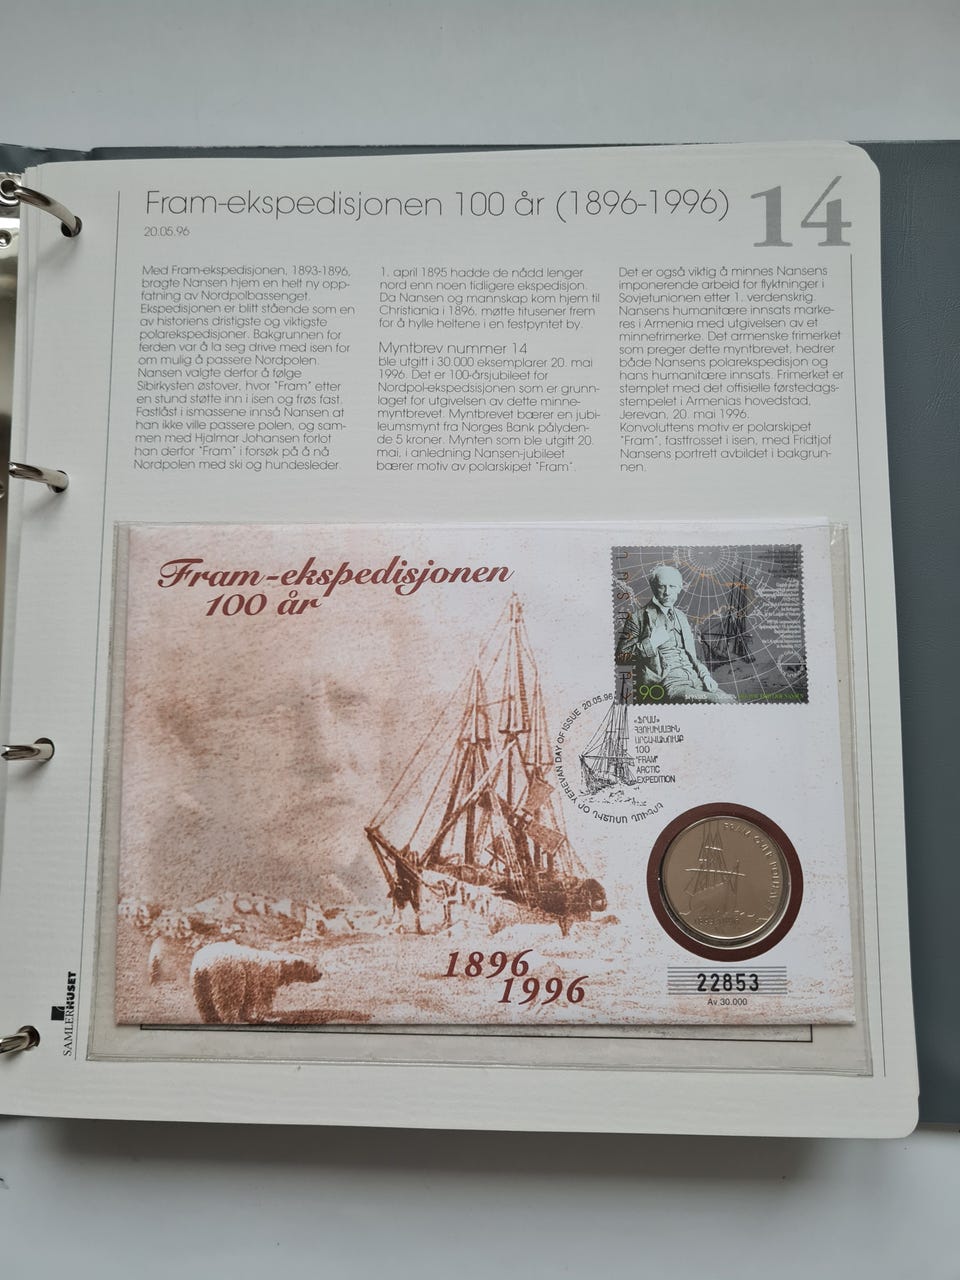 Fram-ekspedisjonen 100 år (1896-1996)
14
20.05.96
Med Fram-ekspedisjonen, 1893-1896,
bragte Nansen hjem en helt ny opp-
fatning av Nordpolbassenget.
Ekspedisjonen er blitt stående som en
av historiens dristigste og viktigste
polarekspedisjoner. Bakgrunnen for
ferden var å la seg drive med isen for
om mulig å passere Nordpolen.
Nansen valgte derfor å følge
Sibirkysten østover, hvor "Fram" etter
en stund støtte inn i isen og frøs fast.
Fastlåst i ismassene innså Nansen at
han ikke ville passere polen, og sam-
men med Hjalmar Johansen forlot
han derfor "Fram" i forsøk på å nå
Nordpolen med ski og hundesleder.
1. april 1895 hadde de nådd lenger
nord enn noen tidligere ekspedisjon.
Da Nansen og mannskap kom hjem til
Christiania i 1896, møtte titusener frem
for å hylle heltene i en festpyntet by.
Myntbrev nummer 14
ble utgitt i 30 000 eksemplarer 20. mai
1996. Det er 100-årsjubileet for
Nordpol-ekspedsisjonen som er grunn-
laget for utgivelsen av dette minne-
myntbrevet. Myntbrevet bærer en jubi-
leumsmynt fra Norges Bank pålyden-
de 5 kroner. Mynten som ble utgitt 20.
mai, i anledning Nansen-jubileet
bærer motiv av polarskipet "Fram".
Det er også viktig å minnes Nansens
imponerende arbeid for flyktninger i
Sovjetunionen etter 1. verdenskrig.
Nansens humanitære innsats marke-
res i Armenia med utgivelsen av et
minnefrimerke. Det armenske frimerket
som preger dette myntbrevet, hedrer
både Nansens polarekspedisjon og
hans humanitære innsats. Frimerket er
stemplet med det offisielle førstedags-
stempelet i Armenias hovedstad,
Jerevan, 20. mai 1996.
Konvoluttens motiv er polarskipet
"Fram", fastfrosset i isen, med Fridtjof
Nansens portrett avbildet i bakgrun-
nen.
Fram-ekspedisjonen
100 år
90
YEREVAN DAY OF ISSUE 20.05.96
«ՖՐԱՄ»
ՀՅՈՒՍԻՍԱՅԻՆ
ԱՐՇԱՎԱԽՈՒՄԲ
100
"FRAM"
ARCTIC
EXPEDITION
1896
1996
22853
Av 30.000
SAMLERHUSET